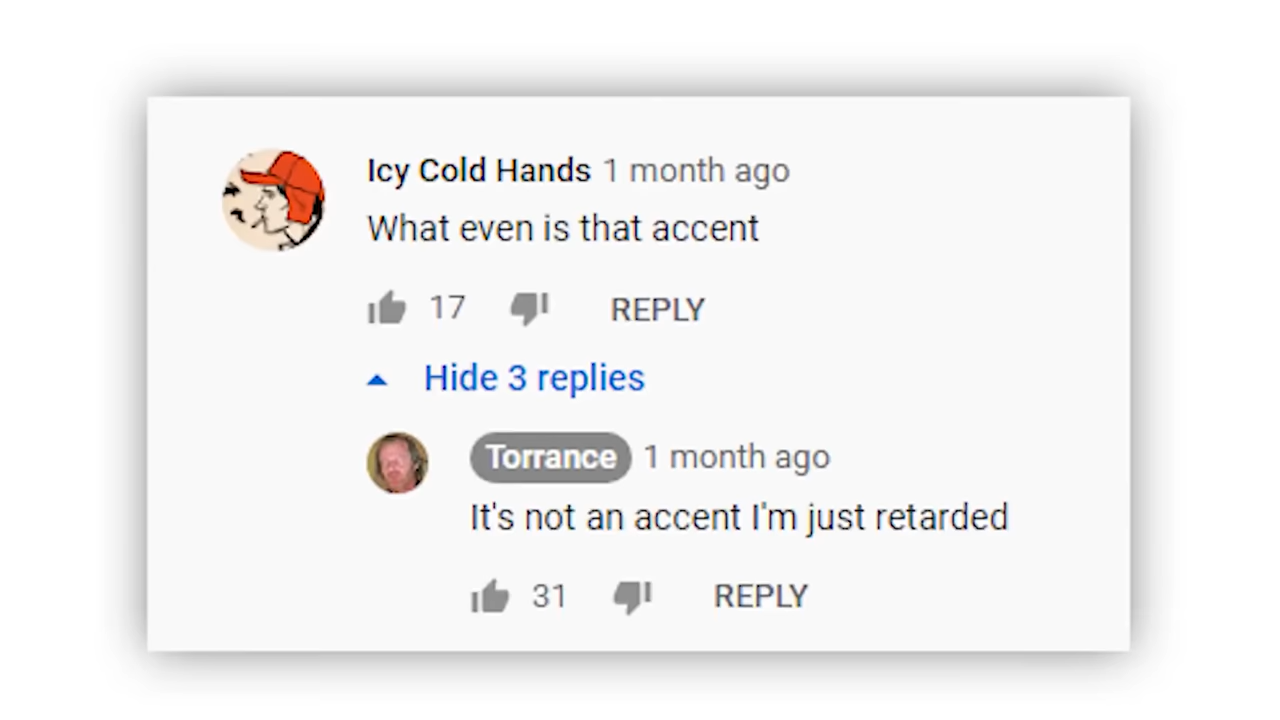 Icy Cold Hands 1 month ago
What even is that accent
17 REPLY
Hide 3 replies
Torrance 1 month ago
It's not an accent I'm just retarded
31 REPLY